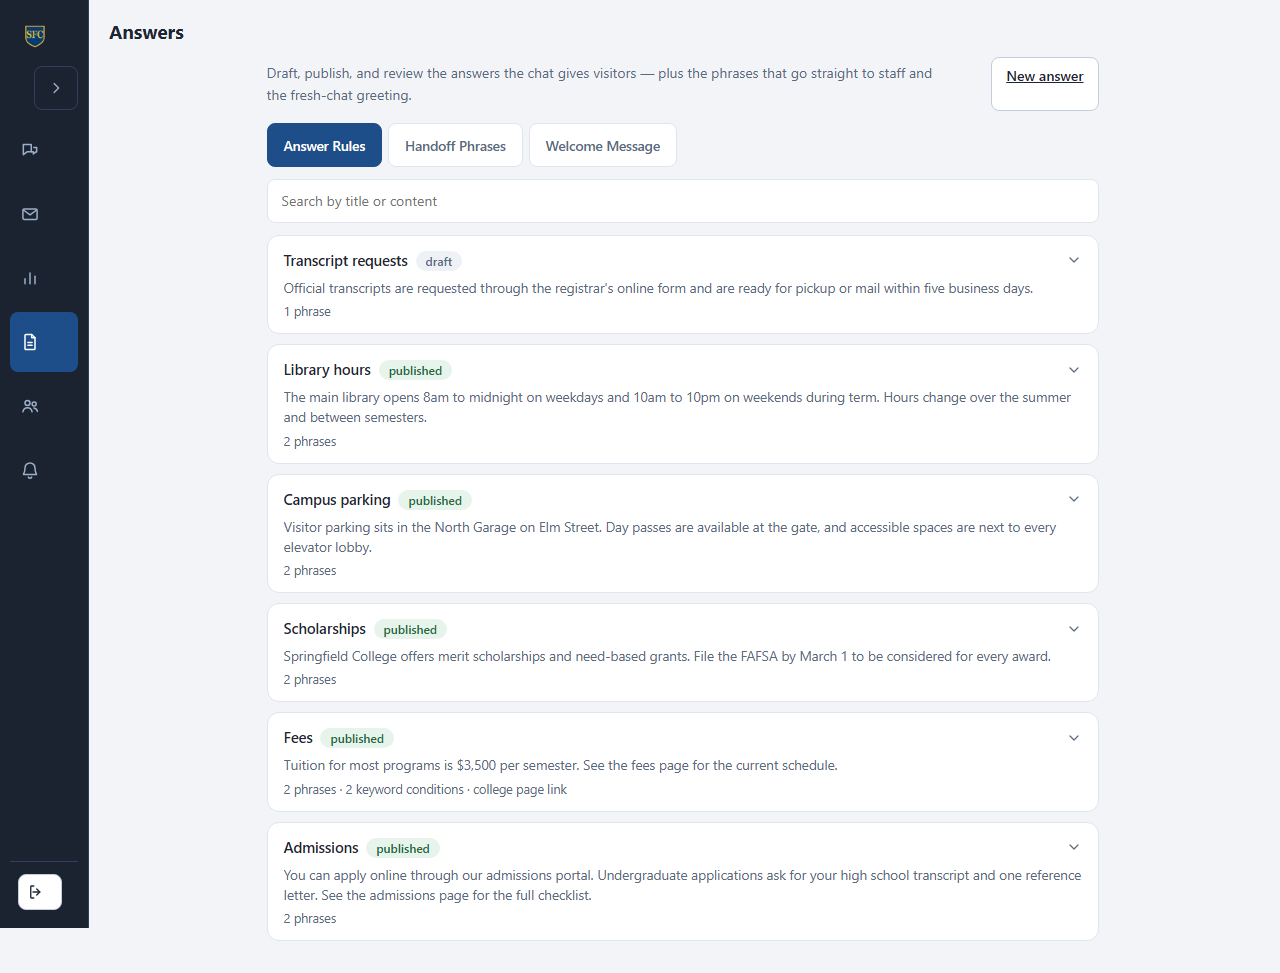 SFC
Answers
Draft, publish, and review the answers the chat gives visitors — plus the phrases that go straight to staff and
the fresh-chat greeting.
New answer
Answer Rules
Handoff Phrases
Welcome Message
Search by title or content
Transcript requests draft
Official transcripts are requested through the registrar's online form and are ready for pickup or mail within five business days.
1 phrase
Library hours published
The main library opens 8am to midnight on weekdays and 10am to 10pm on weekends during term. Hours change over the summer
and between semesters.
2 phrases
Campus parking published
Visitor parking sits in the North Garage on Elm Street. Day passes are available at the gate, and accessible spaces are next to every
elevator lobby.
2 phrases
Scholarships published
Springfield College offers merit scholarships and need-based grants. File the FAFSA by March 1 to be considered for every award.
2 phrases
Fees published
Tuition for most programs is $3,500 per semester. See the fees page for the current schedule.
2 phrases · 2 keyword conditions · college page link
Admissions published
You can apply online through our admissions portal. Undergraduate applications ask for your high school transcript and one reference
letter. See the admissions page for the full checklist.
2 phrases